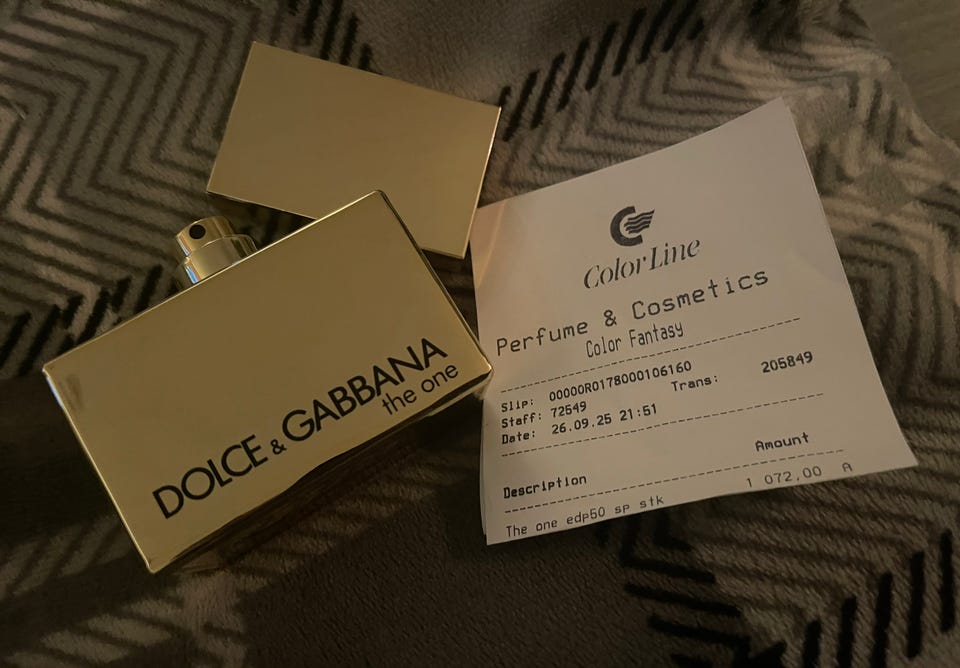 DOLCE & GABBANA
the one
Color Line
Perfume & Cosmetics
Color Fantasy
Slip: 00000R0178000106160
Staff: 72549 Trans: 205849
Date: 26.09.25 21:51
Description Amount
The one edp50 sp stk 1 072,00 A